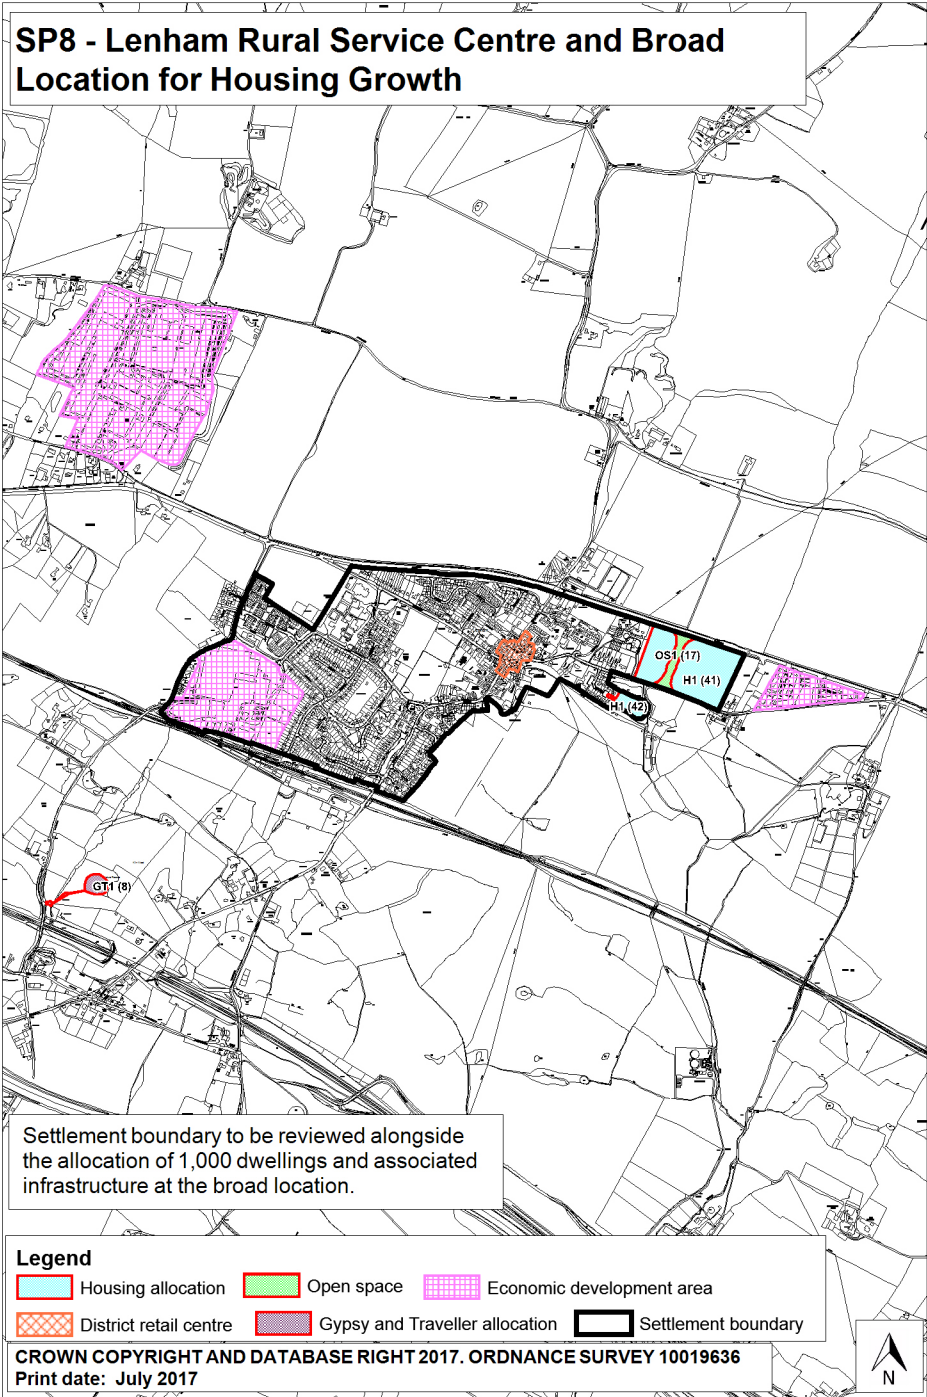 SP8 - Lenham Rural Service Centre and Broad
Location for Housing Growth
OS1 (17)
H1 (41)
H1 (42)
GT1 (8)
Settlement boundary to be reviewed alongside
the allocation of 1,000 dwellings and associated
infrastructure at the broad location.
Legend
Housing allocation
Open space
Economic development area
District retail centre
Gypsy and Traveller allocation
Settlement boundary
CROWN COPYRIGHT AND DATABASE RIGHT 2017. ORDNANCE SURVEY 10019636
Print date: July 2017
N